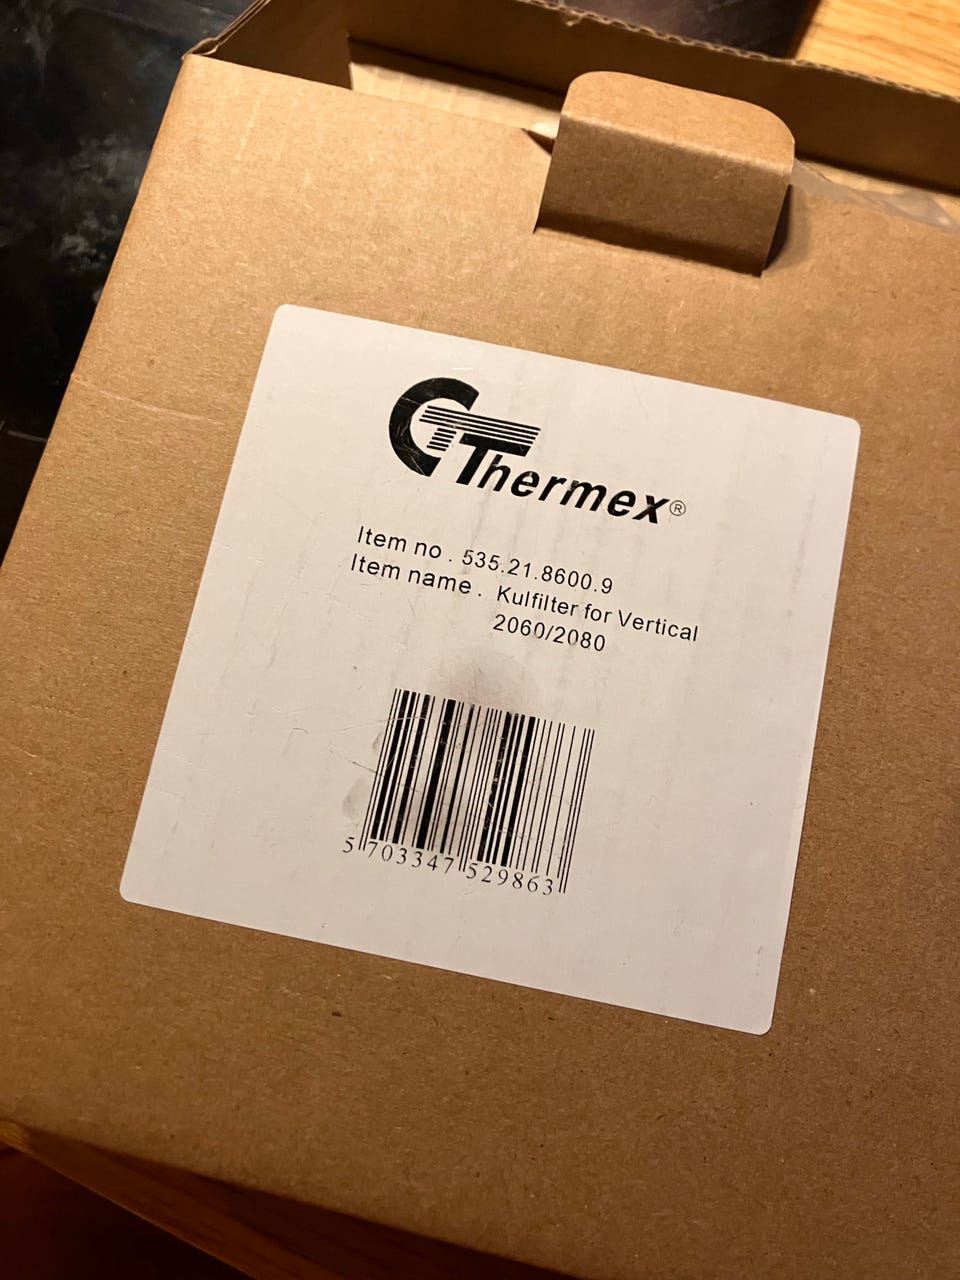 Thermex®
Item no . 535.21.8600.9
Item name . Kulfilter for Vertical
2060/2080
5 703347 529863